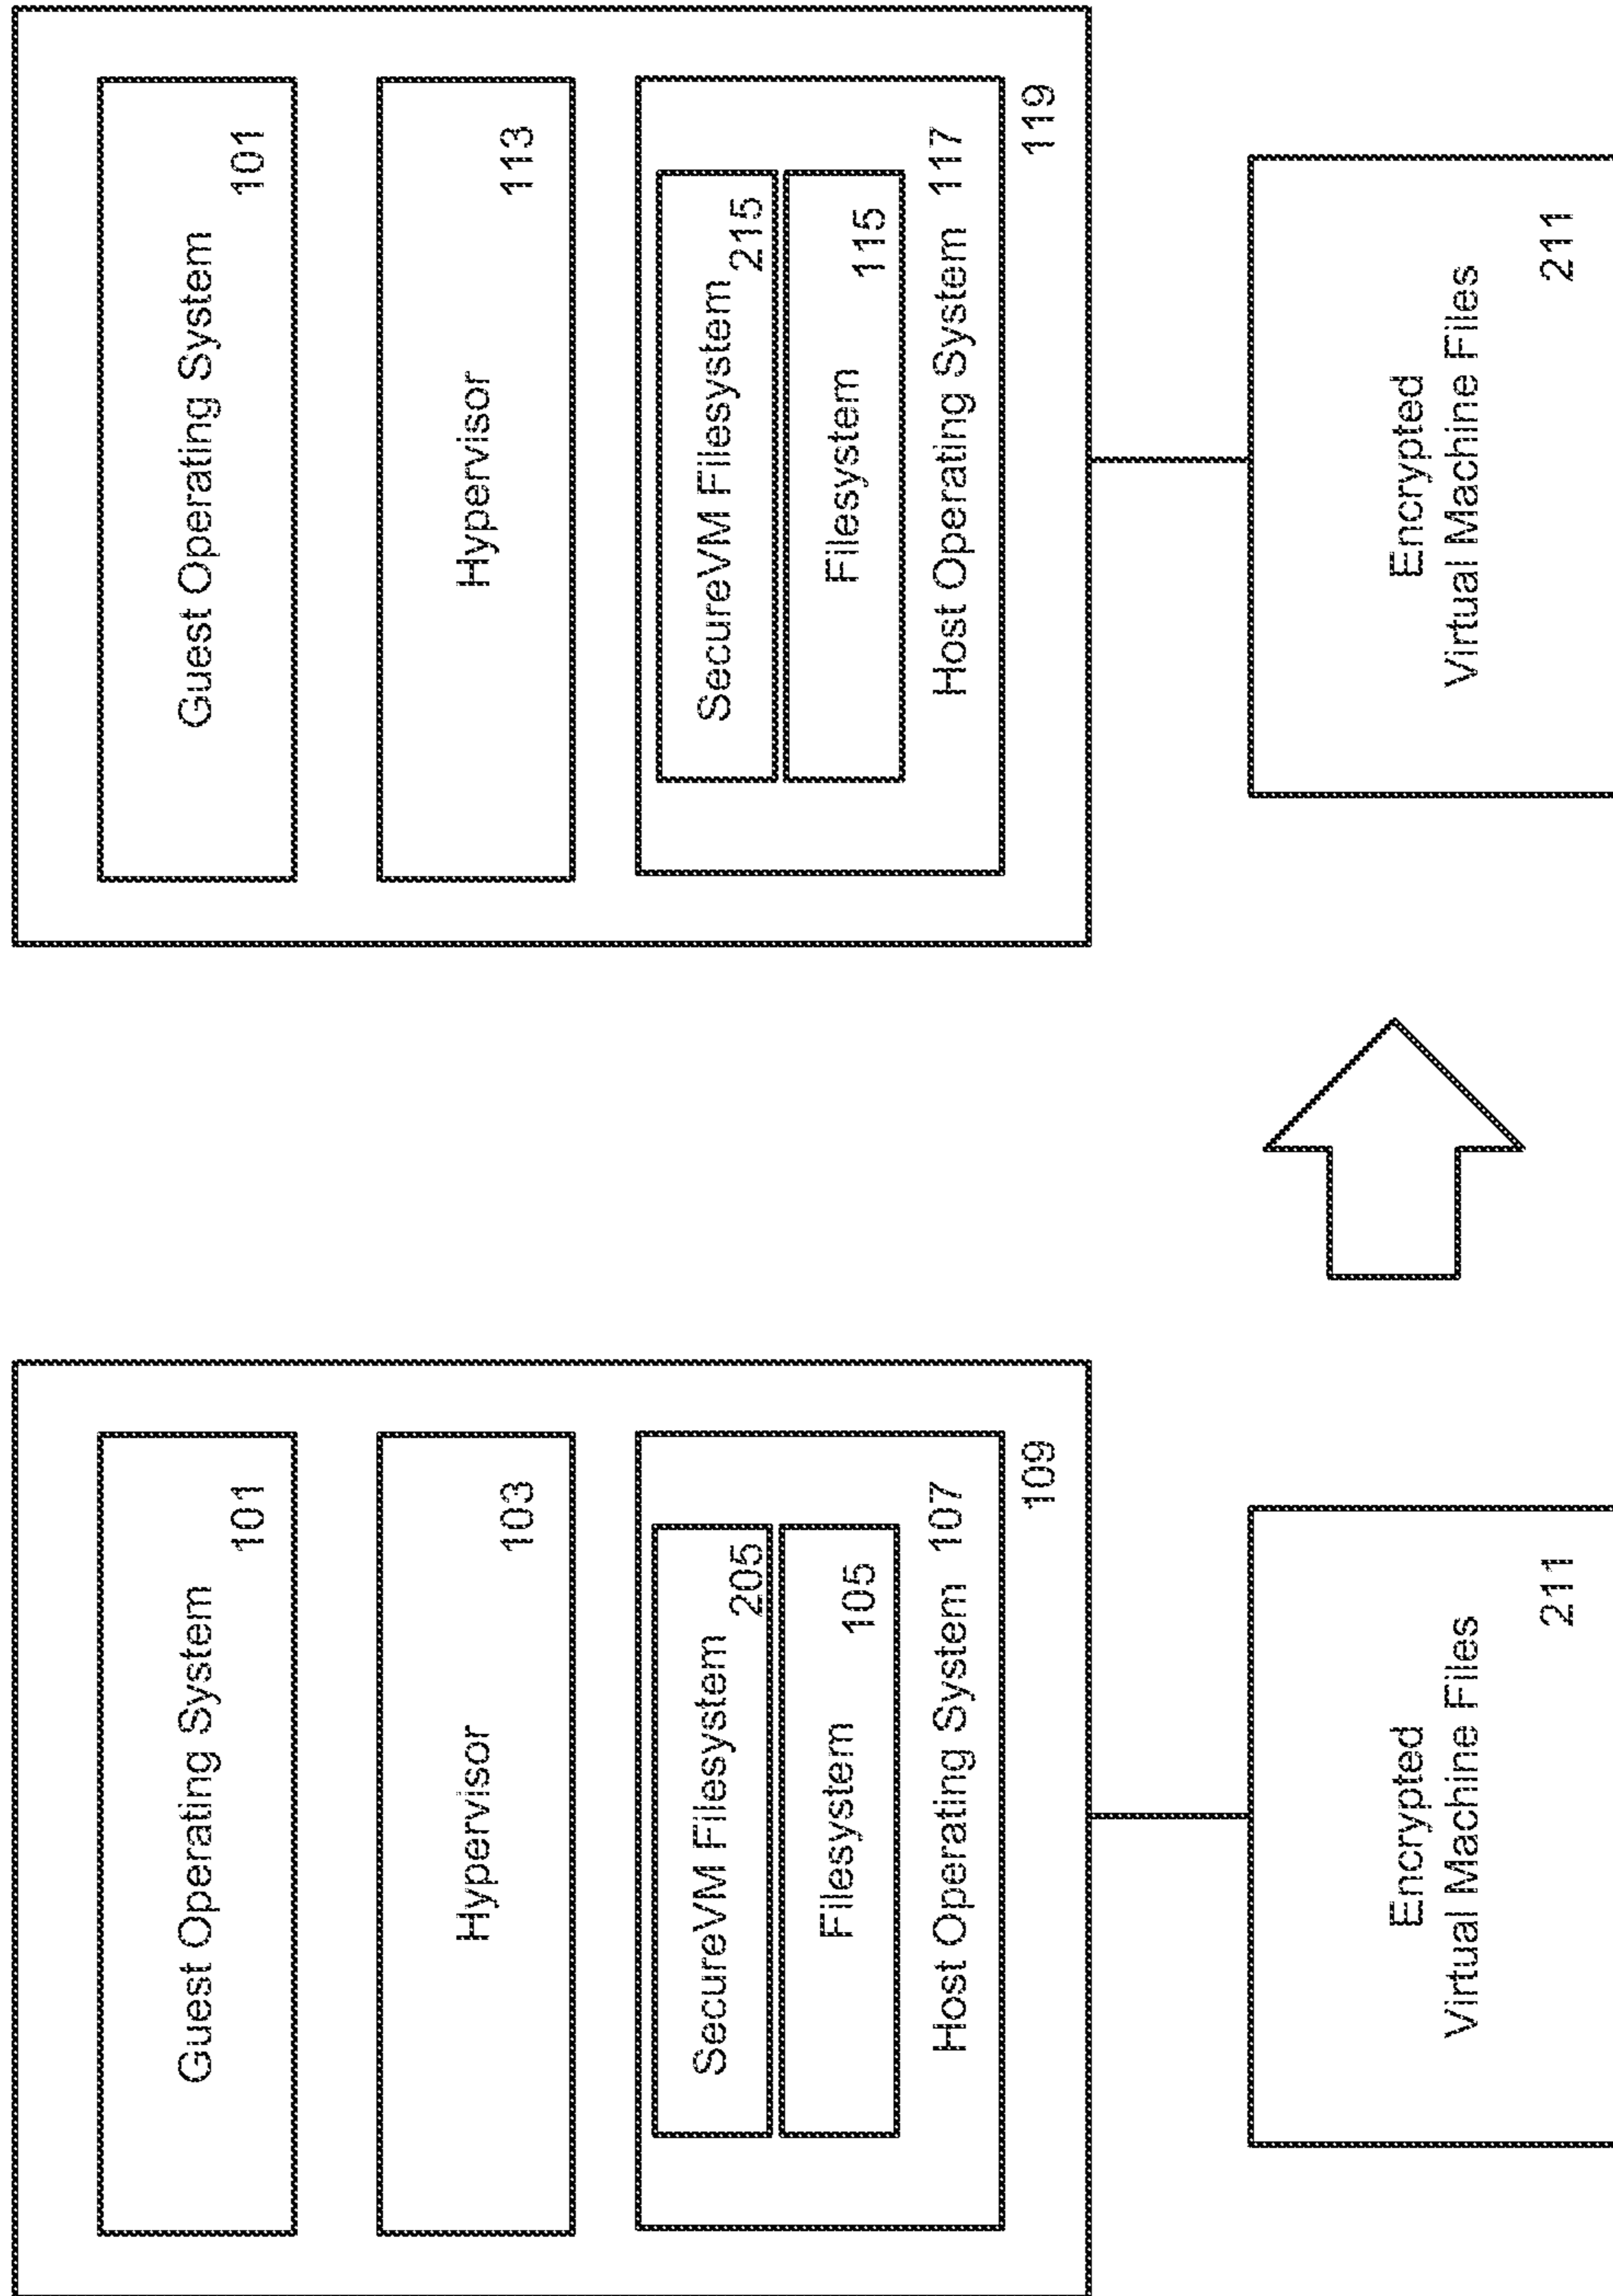 Guest Operating System
101
Hypervisor
103
SecureVM Filesystem
205
Filesystem
105
Host Operating System 107
109
Encrypted
Virtual Machine Files
211
Guest Operating System
101
Hypervisor
113
SecureVM Filesystem
215
Filesystem
115
Host Operating System 117
119
Encrypted
Virtual Machine Files
211